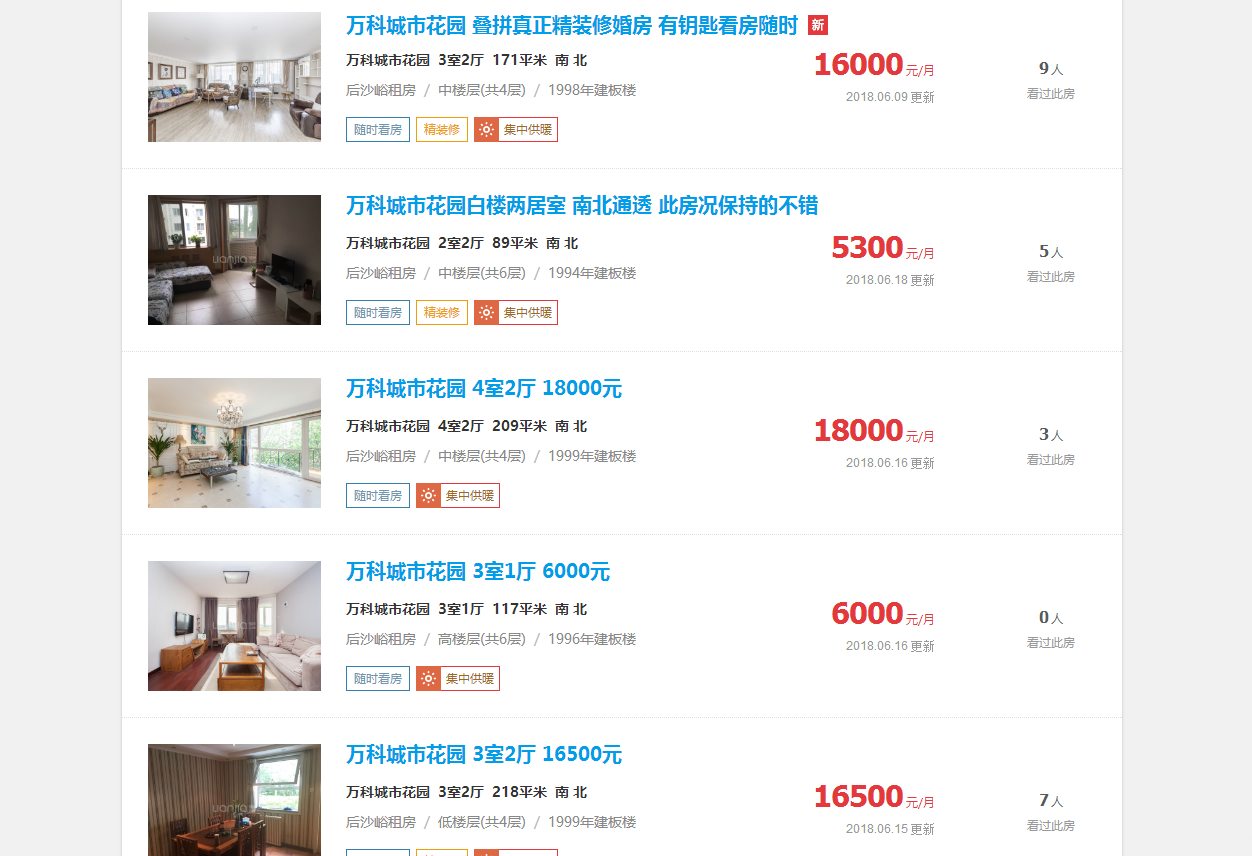 万科城市花园 叠拼真正精装修婚房 有钥匙看房随时 新
万科城市花园 3室2厅 171平米 南 北
16000元/月
9人
后沙峪租房 / 中楼层(共4层) / 1998年建板楼
2018.06.09 更新
看过此房
随时看房 精装修 集中供暖
万科城市花园白楼两居室 南北通透 此房况保持的不错
万科城市花园 2室2厅 89平米 南 北
5300元/月
5人
后沙峪租房 / 中楼层(共6层) / 1994年建板楼
2018.06.18 更新
看过此房
随时看房 精装修 集中供暖
万科城市花园 4室2厅 18000元
万科城市花园 4室2厅 209平米 南 北
18000元/月
3人
后沙峪租房 / 中楼层(共4层) / 1999年建板楼
2018.06.16 更新
看过此房
随时看房 集中供暖
万科城市花园 3室1厅 6000元
万科城市花园 3室1厅 117平米 南 北
6000元/月
0人
后沙峪租房 / 高楼层(共6层) / 1996年建板楼
2018.06.16 更新
看过此房
随时看房 集中供暖
万科城市花园 3室2厅 16500元
万科城市花园 3室2厅 218平米 南 北
16500元/月
7人
后沙峪租房 / 低楼层(共4层) / 1999年建板楼
2018.06.15 更新
看过此房